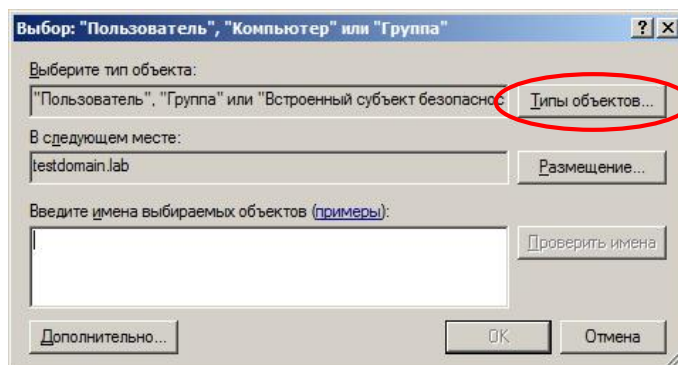 Выбор: "Пользователь", "Компьютер" или "Группа"
Выберите тип объекта:
"Пользователь", "Группа" или "Встроенный субъект безопаснос
Типы объектов...
В следующем месте:
testdomain.lab
Размещение...
Введите имена выбираемых объектов (примеры):
Проверить имена
Дополнительно...
OK
Отмена